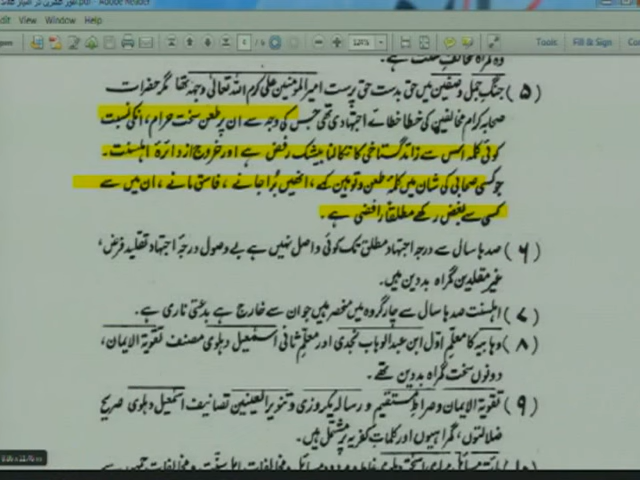 Adobe Reader
View Window Help
Tools Fill & Sign
(۵) جنگ جمل و صفین میں حق بدست حق پرست امیر المؤمنین علی کرم اللہ تعالٰی وجہہ تھا مگر حضرات
صحابہ کرام مخالفین کی خطا خطائے اجتہادی تھی جس کی وجہ سے ان پر طعن سخت حرام، انکی نسبت
کوئی کلمہ اس سے زائد گستاخی کا نکالنا بیشک رفض ہے اور خروج از دائرۂ اہلسنت۔
جو کسی صحابی کی شان میں کلمۂ طعن و توہین کہے، انھیں بُرا جانے، فاسق مانے، ان میں سے
کسی سے بغض رکھے مطلقاً رافضی ہے۔
(۶) صدہا سال سے درجۂ اجتہاد مطلق تک کوئی واصل نہیں ہے بے وصول درجۂ اجتہاد تقلید فرض،
غیر مقلدین گمراہ بددین ہیں۔
(۷) اہلسنت صدہا سال سے چار گروہ میں منحصر ہیں جو ان سے خارج ہے بدعتی ناری ہے۔
(۸) وہابیہ کا معلم اول ابن عبدالوہاب نجدی اور معلم ثانی اسمٰعیل دہلوی مصنف تقویۃ الایمان،
دونوں سخت گمراہ بددین تھے۔
(۹) تقویۃ الایمان و صراط مستقیم و رسالہ یکروزی و تنویر العینین تصانیف اسمٰعیل دہلوی صریح
ضلالتوں، گمراہیوں اور کلمات کفریہ پر مشتمل ہیں۔